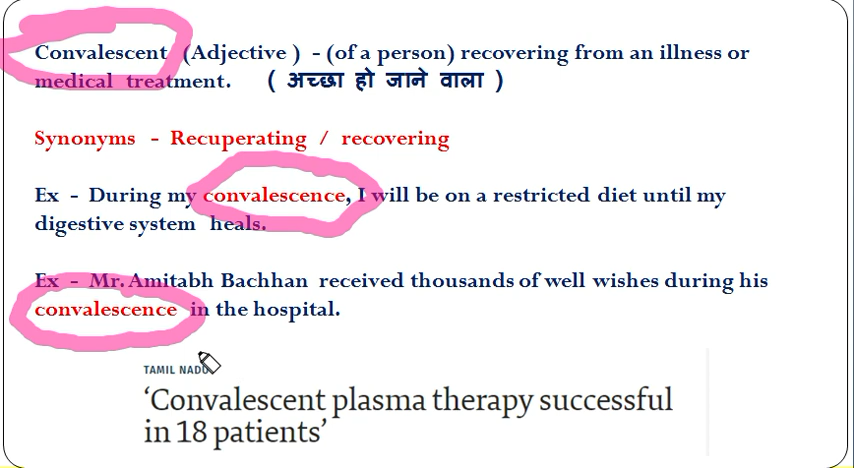 Convalescent (Adjective ) - (of a person) recovering from an illness or
medical treatment. ( अच्छा हो जाने वाला )
Synonyms - Recuperating / recovering
Ex - During my convalescence, I will be on a restricted diet until my
digestive system heals.
Ex - Mr. Amitabh Bachhan received thousands of well wishes during his
convalescence in the hospital.
TAMIL NADU
‘Convalescent plasma therapy successful
in 18 patients’